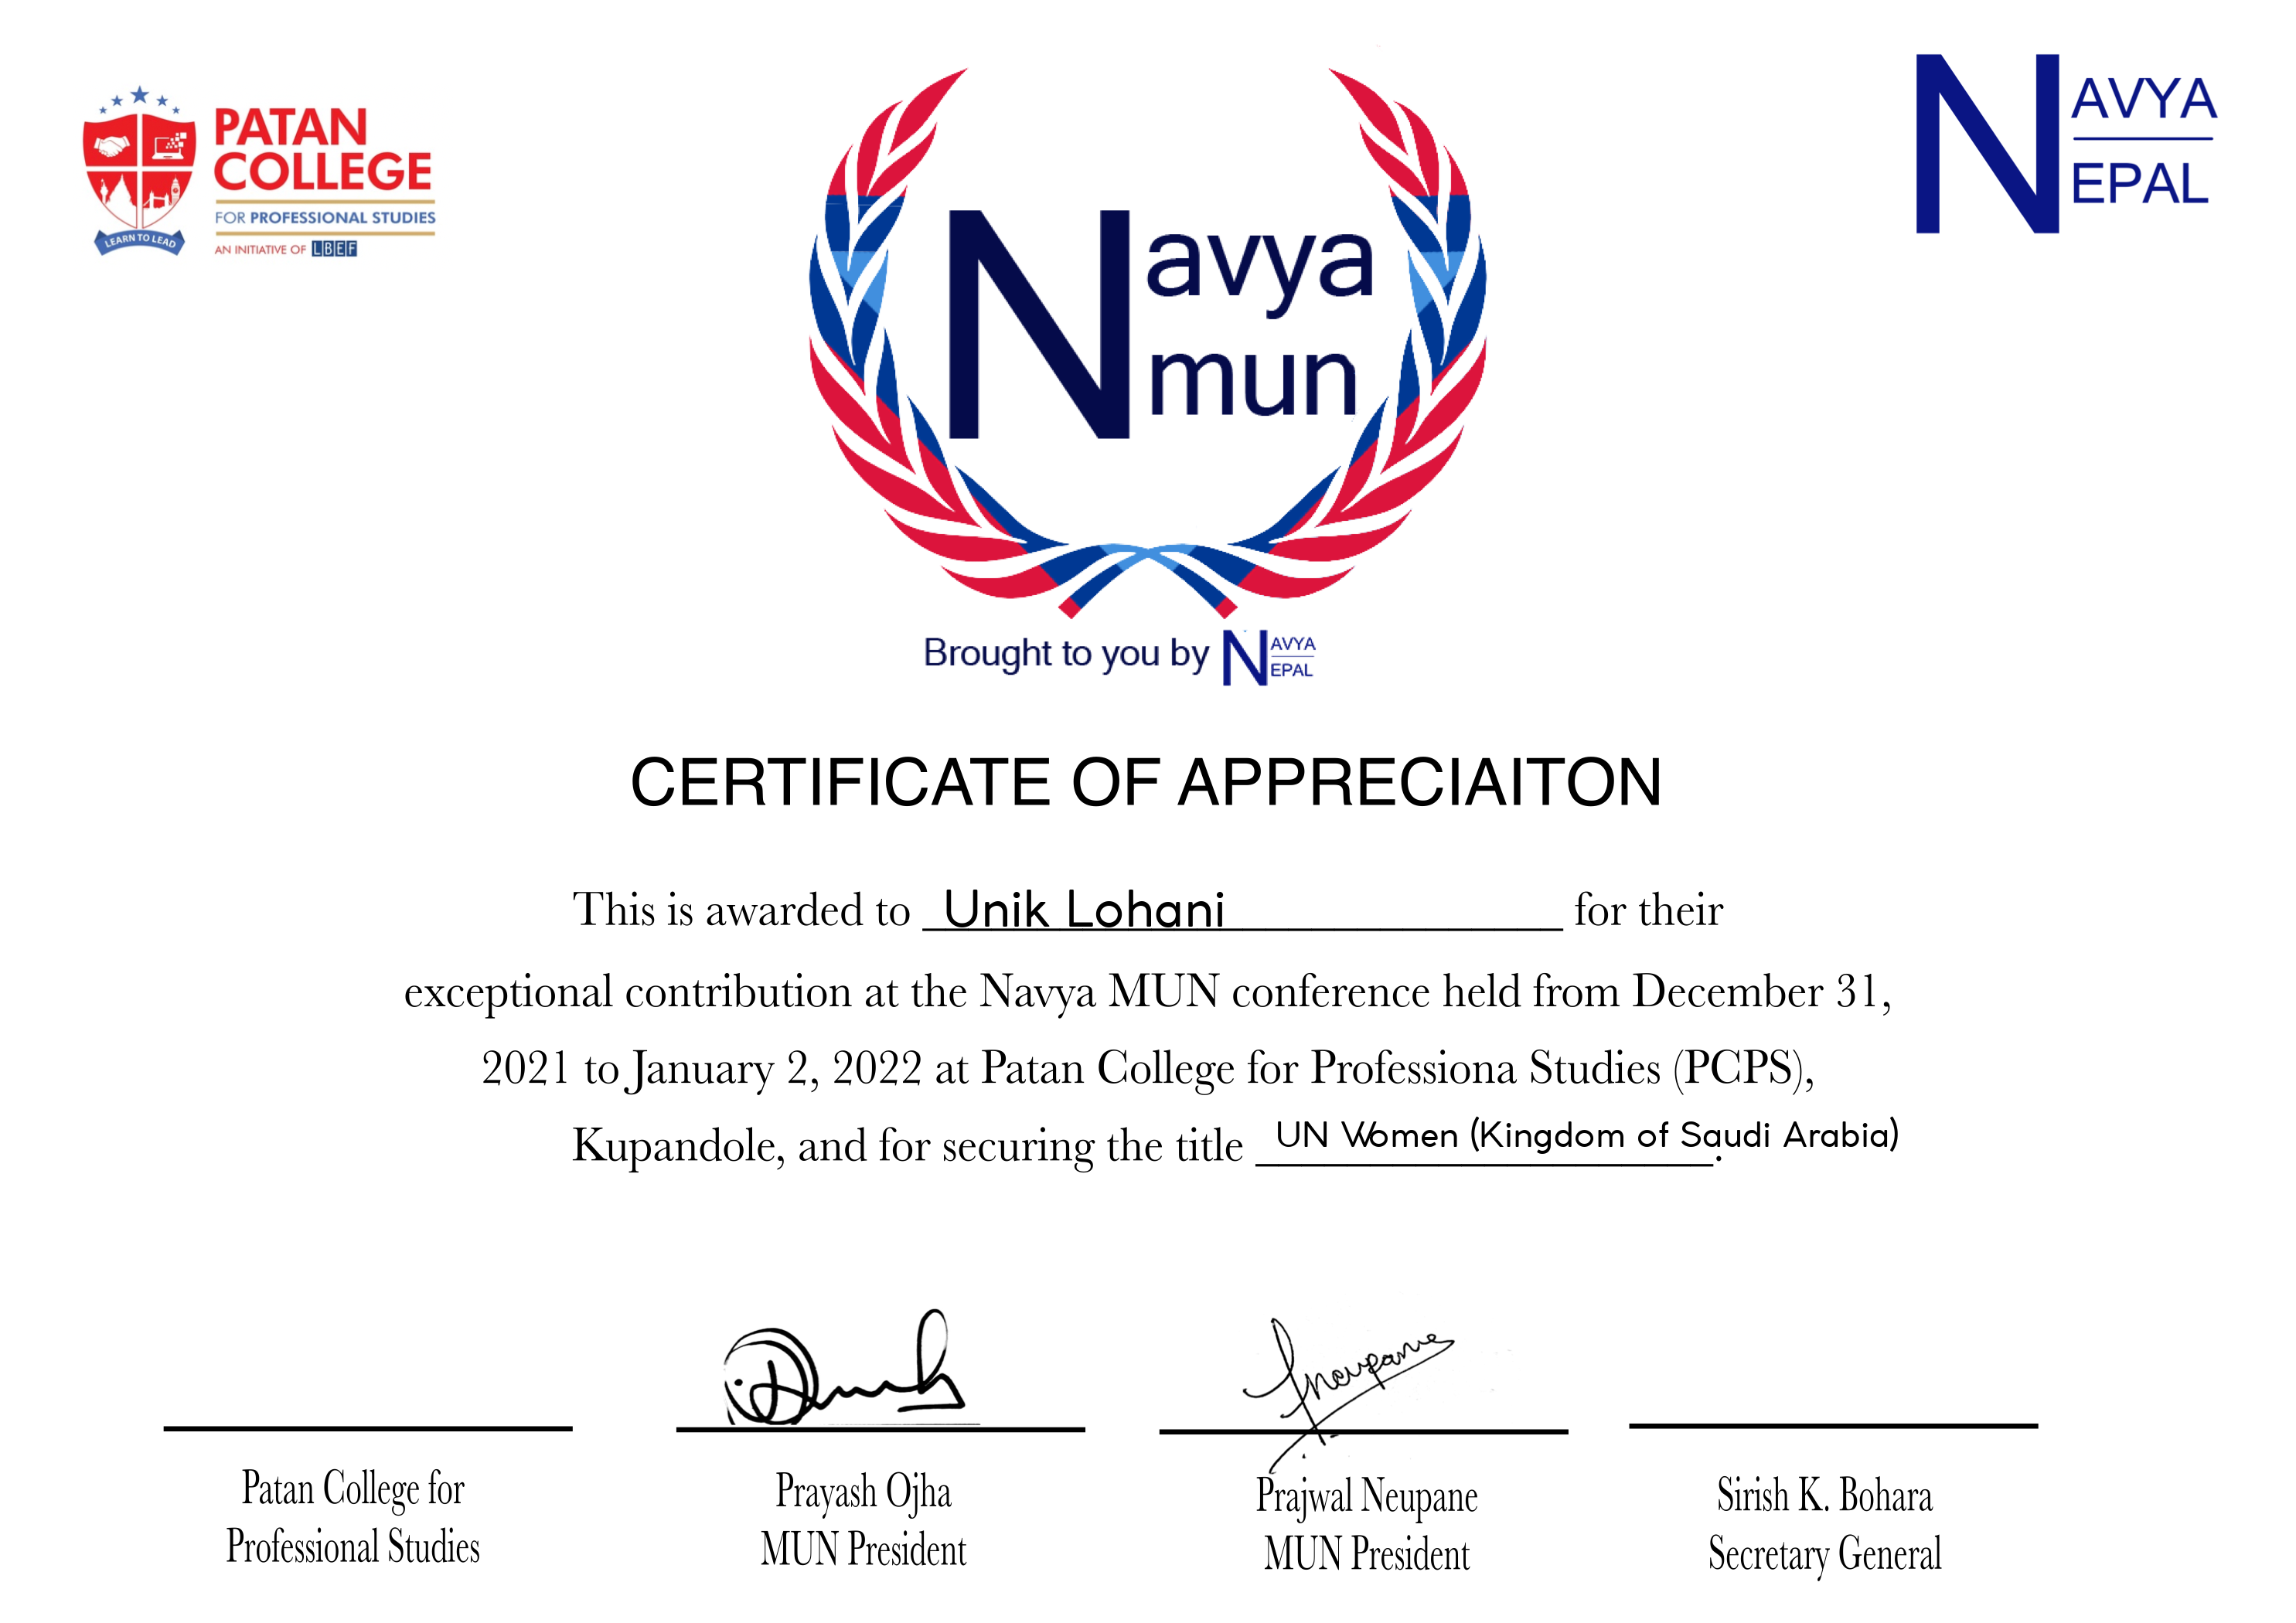 PATAN
COLLEGE
FOR PROFESSIONAL STUDIES
AN INITIATIVE OF LBEF
LEARN TO LEAD
Navya
mun
NAVYA
NEPAL
Brought to you by NAVYA NEPAL
CERTIFICATE OF APPRECIAITON
This is awarded to Unik Lohani for their
exceptional contribution at the Navya MUN conference held from December 31,
2021 to January 2, 2022 at Patan College for Professiona Studies (PCPS),
Kupandole, and for securing the title UN Women (Kingdom of Saudi Arabia).
Neupane
Patan College for
Professional Studies
Prayash Ojha
MUN President
Prajwal Neupane
MUN President
Sirish K. Bohara
Secretary General